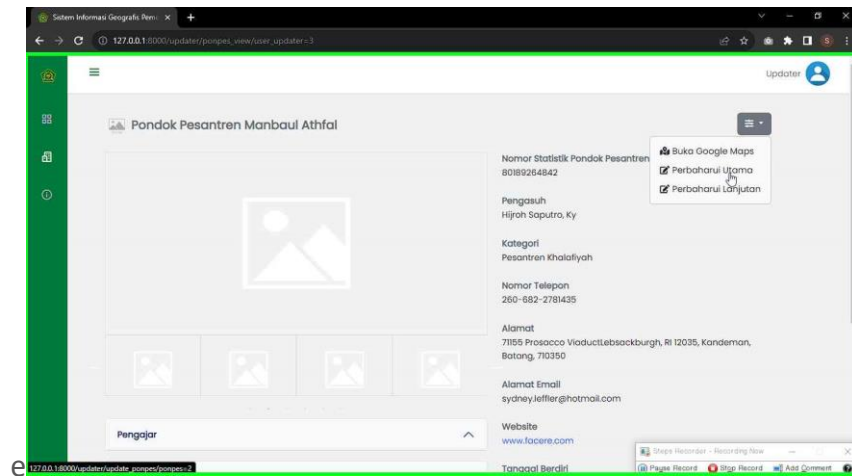 Sistem Informasi Geografis Pem
127.0.0.1:8000/updater/ponpes_view/user_updater=3
S
Updater
Pondok Pesantren Manbaul Athfal
Buka Google Maps
Perbaharui Utama
Perbaharui Lanjutan
Nomor Statistik Pondok Pesantren
80189264842
Pengasuh
Hijroh Saputro, Ky
Kategori
Pesantren Khalafiyah
Nomor Telepon
260-682-2781435
Alamat
71155 Prosacco ViaductLebsackburgh, RI 12035, Kandeman,
Batang, 710350
Alamat Email
sydney.leffler@hotmail.com
Pengajar
Website
www.facere.com
Tanggal Berdiri
Steps Recorder - Recording Now
Pause Record Stop Record Add Comment
e
127.0.0.1:8000/updater/update_ponpes/ponpes=2